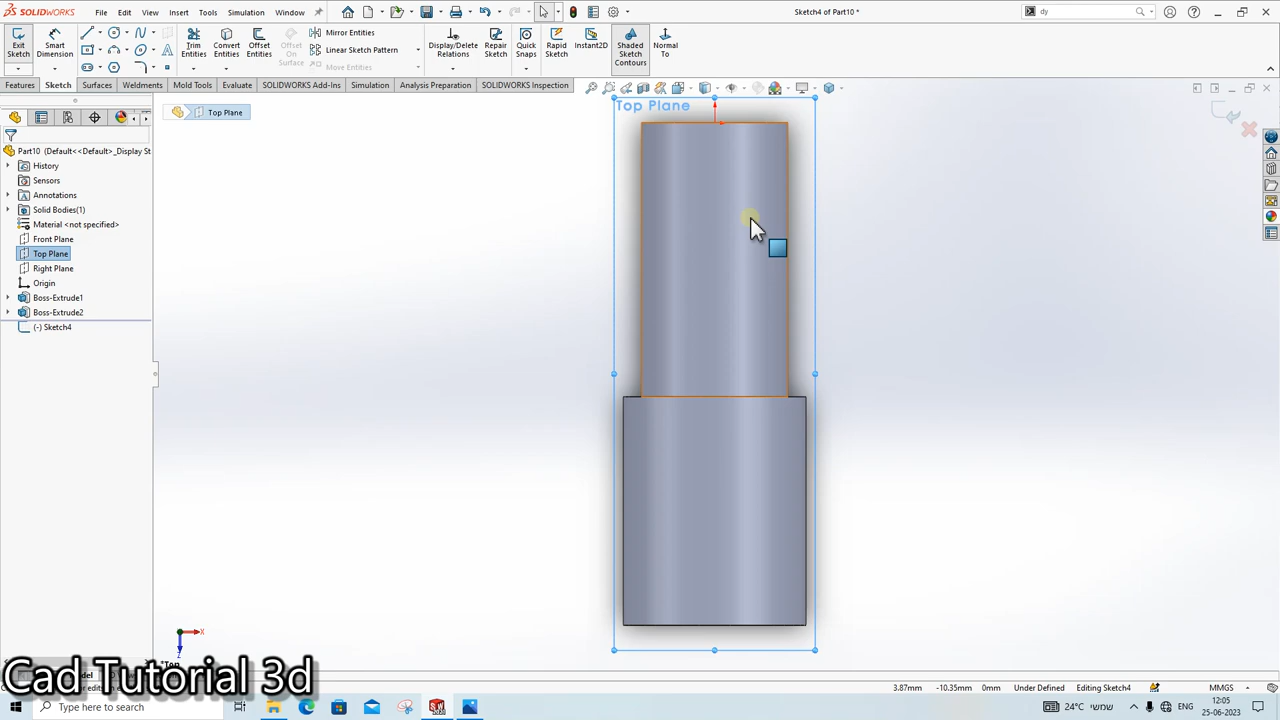 SOLIDWORKS
File
Edit
View
Insert
Tools
Simulation
Window
Sketch4 of Part10 *
dy
Exit Sketch
Smart Dimension
Trim Entities
Convert Entities
Offset Entities
Offset On Surface
Mirror Entities
Linear Sketch Pattern
Move Entities
Display/Delete Relations
Repair Sketch
Quick Snaps
Rapid Sketch
Instant2D
Shaded Sketch Contours
Normal To
Features
Sketch
Surfaces
Weldments
Mold Tools
Evaluate
SOLIDWORKS Add-Ins
Simulation
Analysis Preparation
SOLIDWORKS Inspection
Top Plane
Top Plane
Part10 (Default<<Default>_Display St
History
Sensors
Annotations
Solid Bodies(1)
Material <not specified>
Front Plane
Top Plane
Right Plane
Origin
Boss-Extrude1
Boss-Extrude2
(-) Sketch4
X
Z
*Top
Cad Tutorial 3d
3.87mm
-10.35mm
0mm
Under Defined
Editing Sketch4
MMGS
Type here to search
24°C
ENG
12:05
25-06-2023